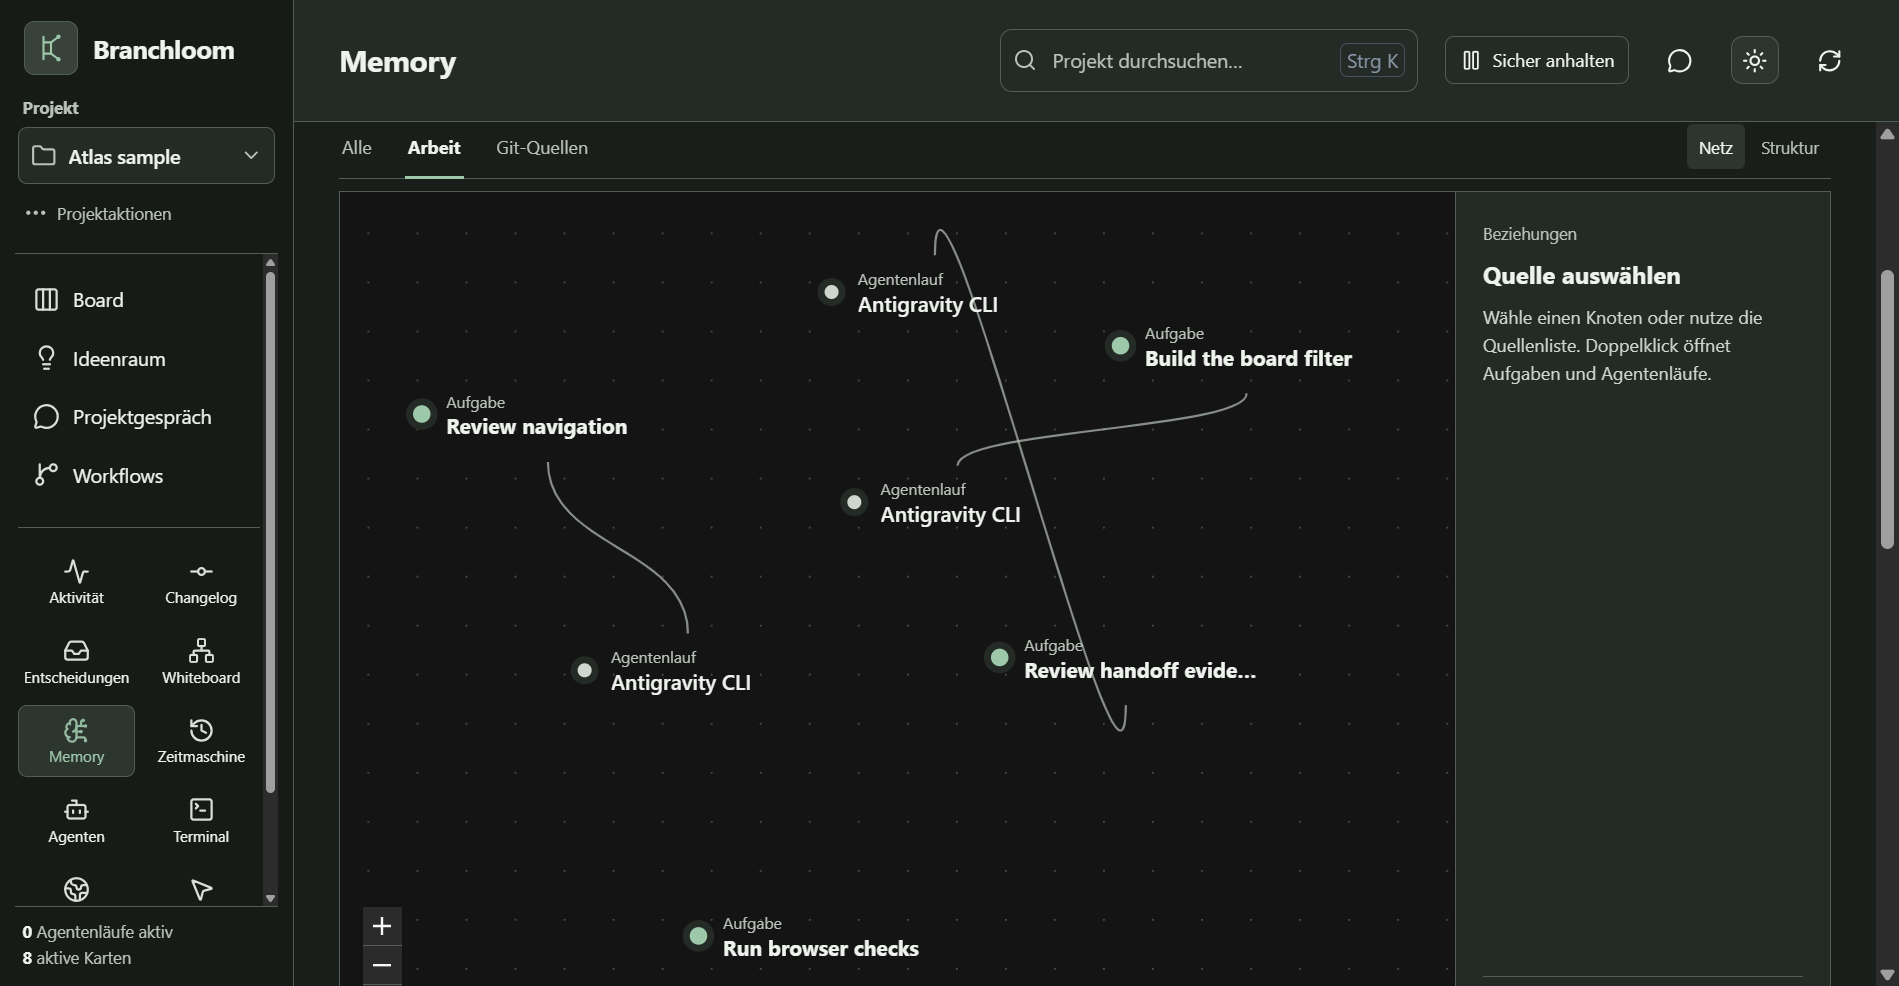 Branchloom
Projekt
Atlas sample
Projektaktionen
Board
Ideenraum
Projektgespräch
Workflows
Aktivität
Changelog
Entscheidungen
Whiteboard
Memory
Zeitmaschine
Agenten
Terminal
0 Agentenläufe aktiv
8 aktive Karten
Memory
Projekt durchsuchen...
Strg K
Sicher anhalten
Alle
Arbeit
Git-Quellen
Netz
Struktur
Agentenlauf
Antigravity CLI
Aufgabe
Build the board filter
Aufgabe
Review navigation
Agentenlauf
Antigravity CLI
Agentenlauf
Antigravity CLI
Aufgabe
Review handoff evide...
Aufgabe
Run browser checks
Beziehungen
Quelle auswählen
Wähle einen Knoten oder nutze die
Quellenliste. Doppelklick öffnet
Aufgaben und Agentenläufe.